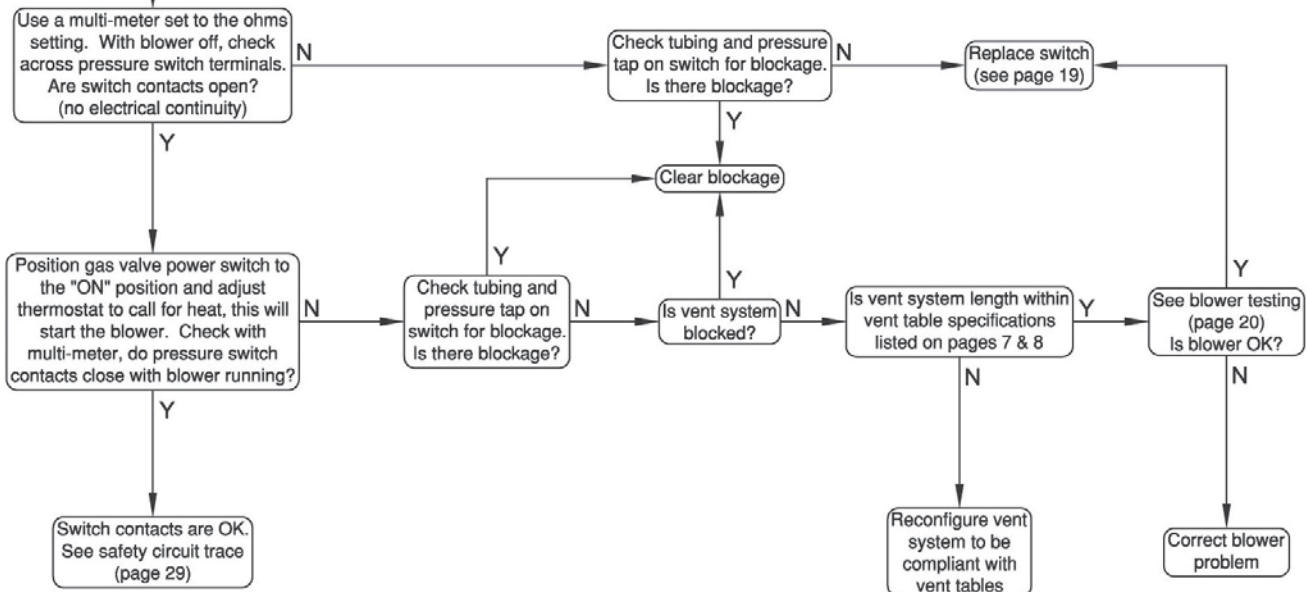 Use a multi-meter set to the ohms
setting. With blower off, check
across pressure switch terminals.
Are switch contacts open?
(no electrical continuity)
N
Check tubing and pressure
tap on switch for blockage.
Is there blockage?
N
Replace switch
(see page 19)
Y
Y
Clear blockage
Position gas valve power switch to
the "ON" position and adjust
thermostat to call for heat, this will
start the blower. Check with
multi-meter, do pressure switch
contacts close with blower running?
N
Y
Check tubing and
pressure tap on
switch for blockage.
Is there blockage?
N
Y
Is vent system
blocked?
N
Is vent system length within
vent table specifications
listed on pages 7 & 8
Y
Y
See blower testing
(page 20)
Is blower OK?
Y
N
N
Switch contacts are OK.
See safety circuit trace
(page 29)
Reconfigure vent
system to be
compliant with
vent tables
Correct blower
problem